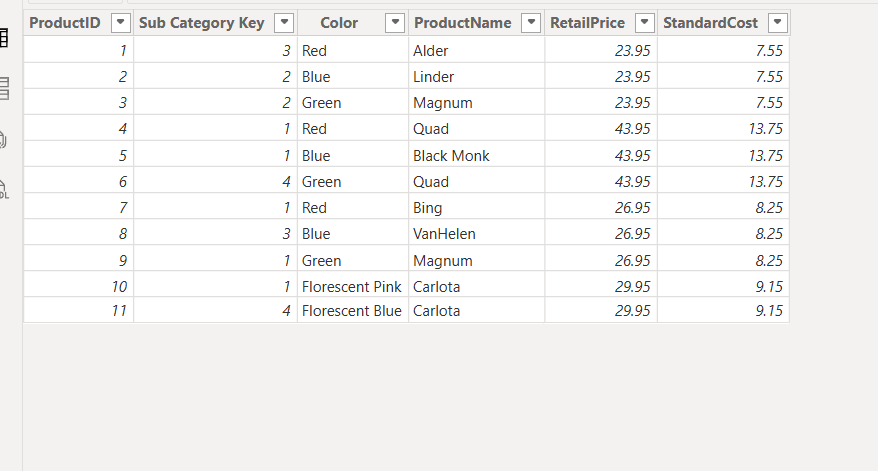 ProductID Sub Category Key Color ProductName RetailPrice StandardCost
1 3 Red Alder 23.95 7.55
2 2 Blue Linder 23.95 7.55
3 2 Green Magnum 23.95 7.55
4 1 Red Quad 43.95 13.75
5 1 Blue Black Monk 43.95 13.75
6 4 Green Quad 43.95 13.75
7 1 Red Bing 26.95 8.25
8 3 Blue VanHelen 26.95 8.25
9 1 Green Magnum 26.95 8.25
10 1 Florescent Pink Carlota 29.95 9.15
11 4 Florescent Blue Carlota 29.95 9.15